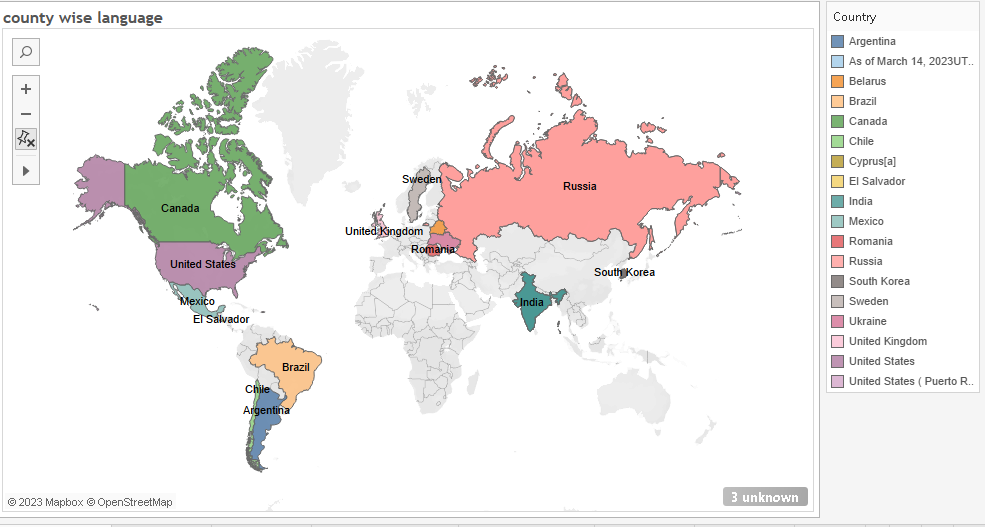 county wise language
Canada
United States
Mexico
El Salvador
Brazil
Chile
Argentina
Sweden
United Kingdom
Romania
Russia
South Korea
India
© 2023 Mapbox © OpenStreetMap
3 unknown
Country
Argentina
As of March 14, 2023UT..
Belarus
Brazil
Canada
Chile
Cyprus[a]
El Salvador
India
Mexico
Romania
Russia
South Korea
Sweden
Ukraine
United Kingdom
United States
United States ( Puerto R..